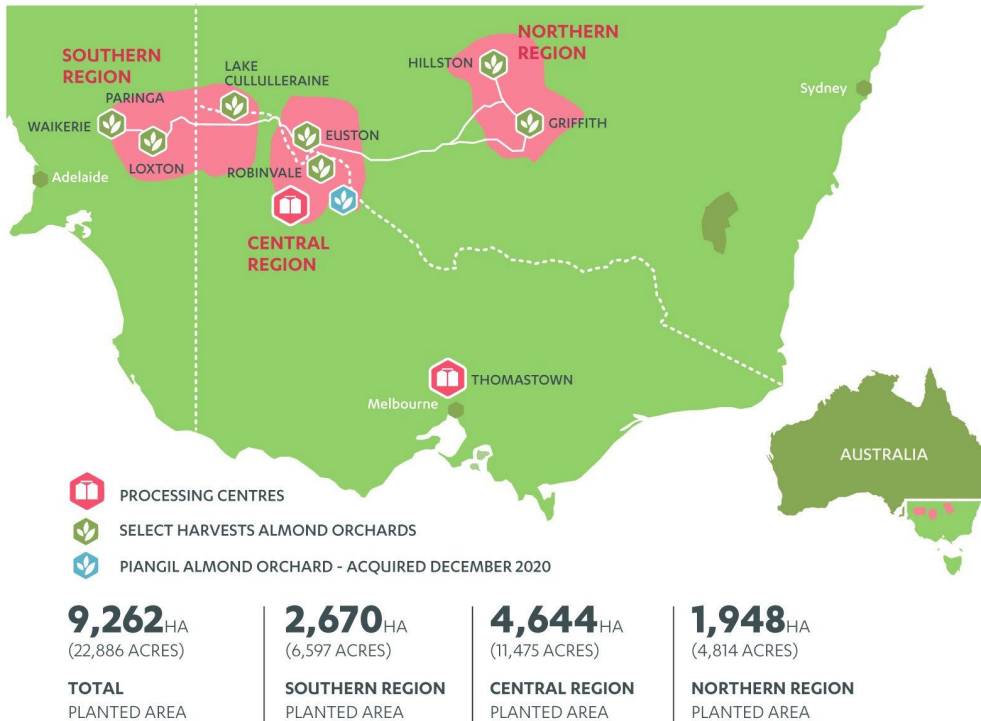 NORTHERN
REGION
SOUTHERN
REGION
HILLSTON
LAKE
CULLULLERAINE
Sydney
PARINGA
WAIKERIE
GRIFFITH
EUSTON
LOXTON
ROBINVALE
Adelaide
CENTRAL
REGION
THOMASTOWN
Melbourne
AUSTRALIA
PROCESSING CENTRES
SELECT HARVESTS ALMOND ORCHARDS
PIANGIL ALMOND ORCHARD - ACQUIRED DECEMBER 2020
9,262HA
(22,886 ACRES)
TOTAL
PLANTED AREA
2,670HA
(6,597 ACRES)
SOUTHERN REGION
PLANTED AREA
4,644HA
(11,475 ACRES)
CENTRAL REGION
PLANTED AREA
1,948HA
(4,814 ACRES)
NORTHERN REGION
PLANTED AREA